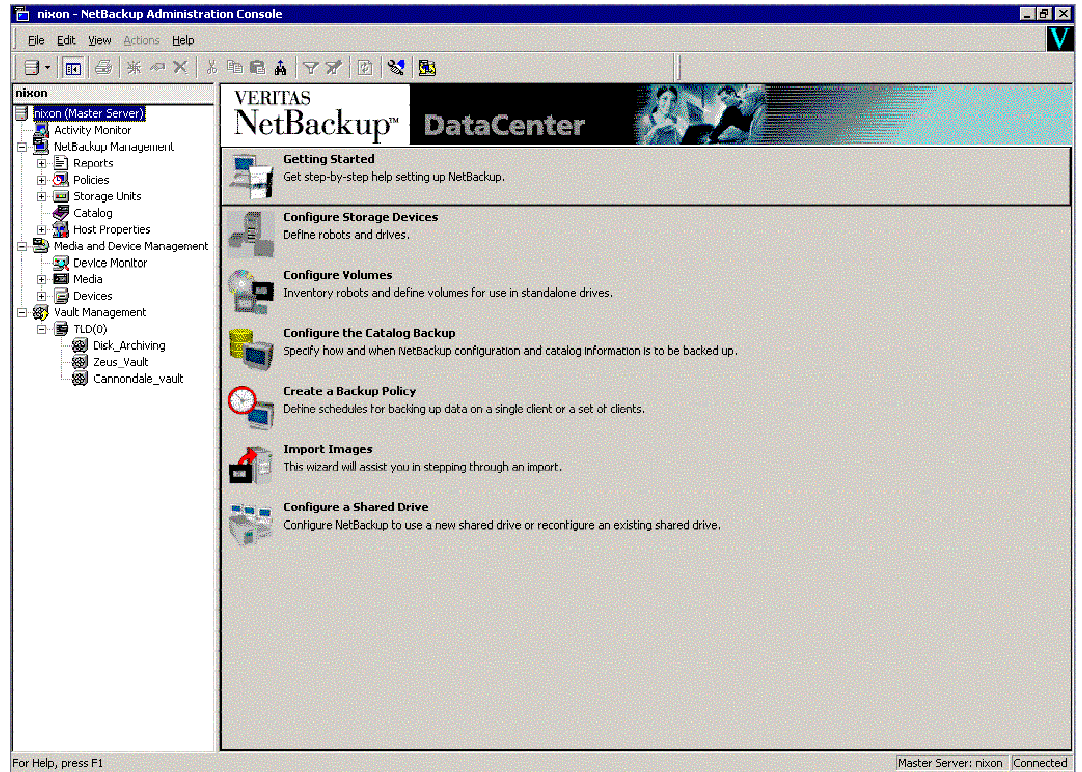 nixon - NetBackup Administration Console
File Edit View Actions Help
V
nixon
nixon (Master Server)
Activity Monitor
NetBackup Management
Reports
Policies
Storage Units
Catalog
Host Properties
Media and Device Management
Device Monitor
Media
Devices
Vault Management
TLD(0)
Disk_Archiving
Zeus_Vault
Cannondale_vault
VERITAS
NetBackup™ DataCenter
Getting Started
Get step-by-step help setting up NetBackup.
Configure Storage Devices
Define robots and drives.
Configure Volumes
Inventory robots and define volumes for use in standalone drives.
Configure the Catalog Backup
Specify how and when NetBackup configuration and catalog information is to be backed up.
Create a Backup Policy
Define schedules for backing up data on a single client or a set of clients.
Import Images
This wizard will assist you in stepping through an import.
Configure a Shared Drive
Configure NetBackup to use a new shared drive or reconfigure an existing shared drive.
For Help, press F1
Master Server: nixon Connected